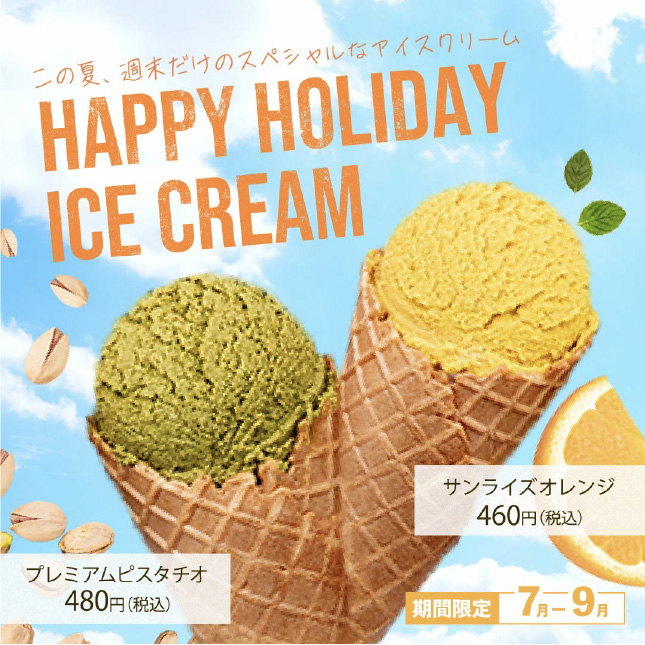 この夏、週末だけのスペシャルなアイスクリーム
HAPPY HOLIDAY
ICE CREAM
サンライズオレンジ
460円(税込)
プレミアムピスタチオ
480円(税込)
期間限定 7月ー9月